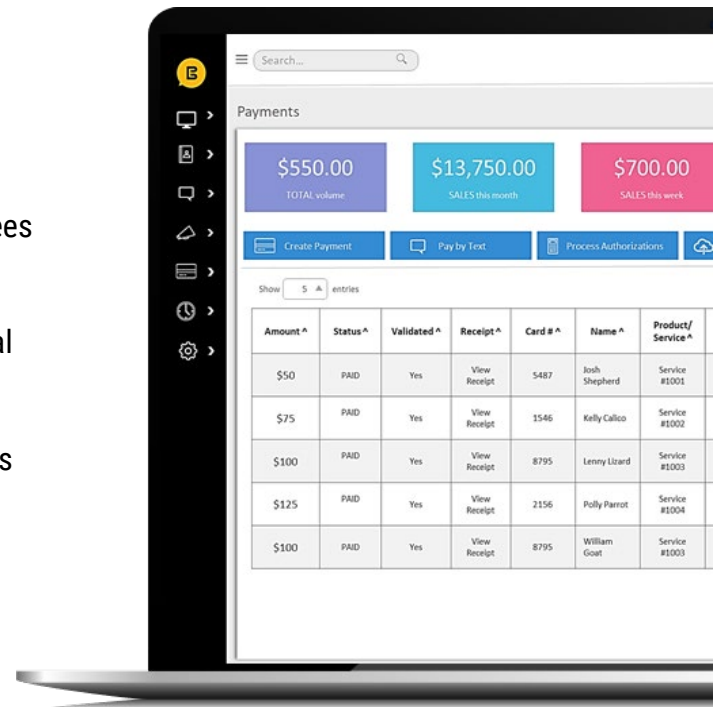 ees
al
s
Search...
Payments
$550.00
TOTAL volume
$13,750.00
SALES this month
$700.00
SALES this week
Create Payment
Pay by Text
Process Authorizations
Show 5 entries
Amount ^ Status ^ Validated ^ Receipt ^ Card # ^ Name ^ Product/ Service ^
$50 PAID Yes View Receipt 5487 Josh Shepherd Service #1001
$75 PAID Yes View Receipt 1546 Kelly Calico Service #1002
$100 PAID Yes View Receipt 8795 Lenny Lizard Service #1003
$125 PAID Yes View Receipt 2156 Polly Parrot Service #1004
$100 PAID Yes View Receipt 8795 William Goat Service #1003